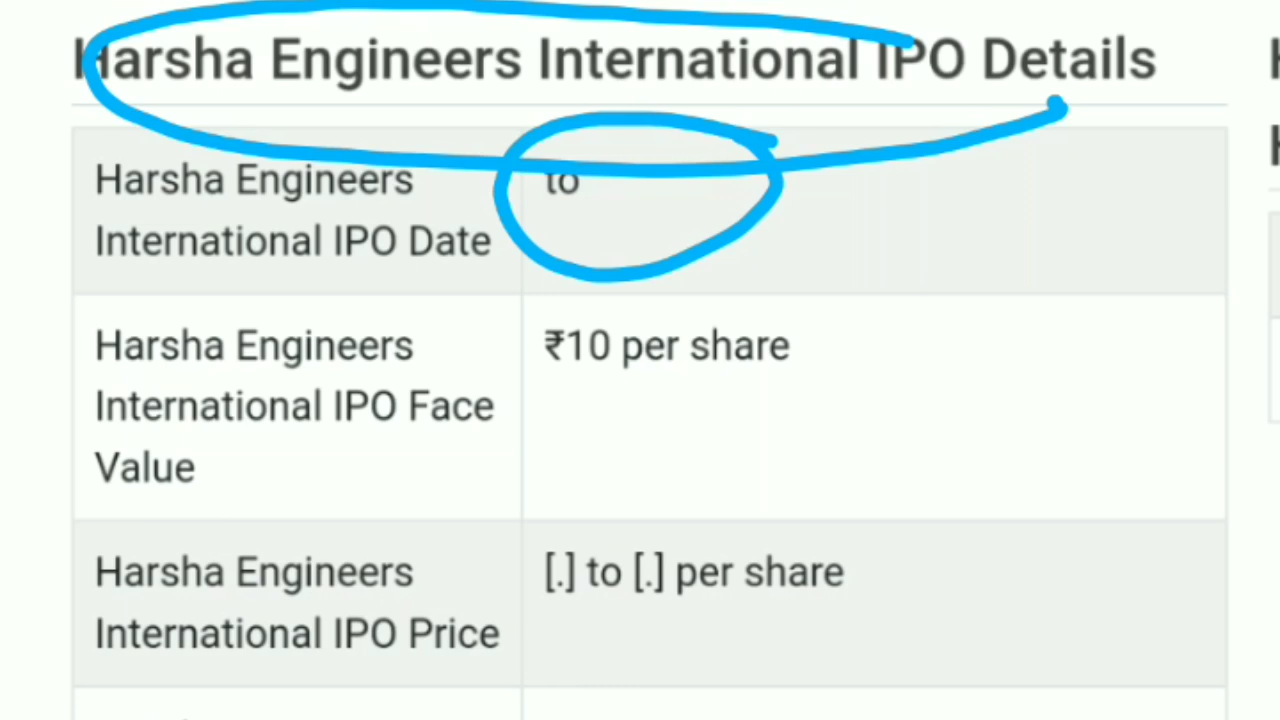 Harsha Engineers International IPO Details
Harsha Engineers
International IPO Date
to
Harsha Engineers
International IPO Face
Value
₹10 per share
Harsha Engineers
International IPO Price
[.] to [.] per share